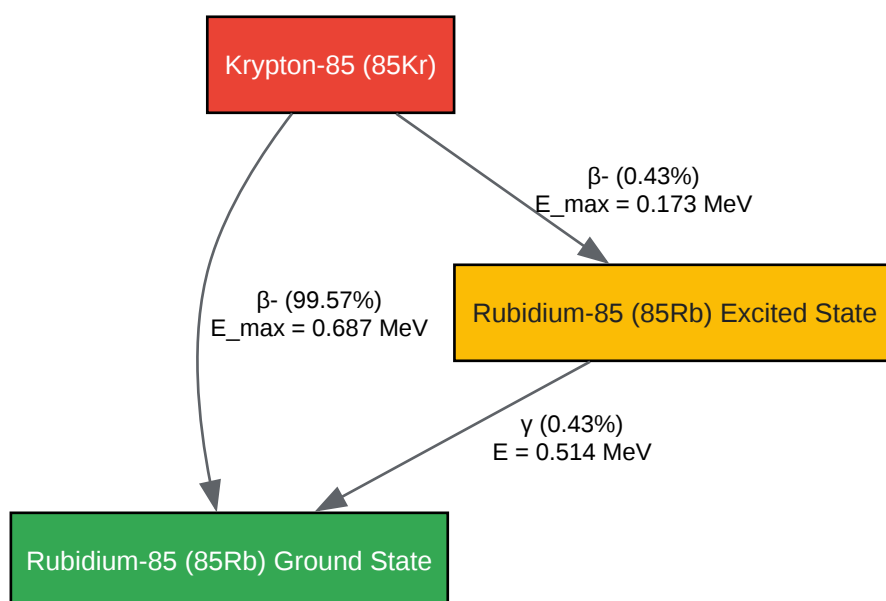 Krypton-85 (85Kr)
β- (0.43%)
E_max = 0.173 MeV
Rubidium-85 (85Rb) Excited State
β- (99.57%)
E_max = 0.687 MeV
γ (0.43%)
E = 0.514 MeV
Rubidium-85 (85Rb) Ground State